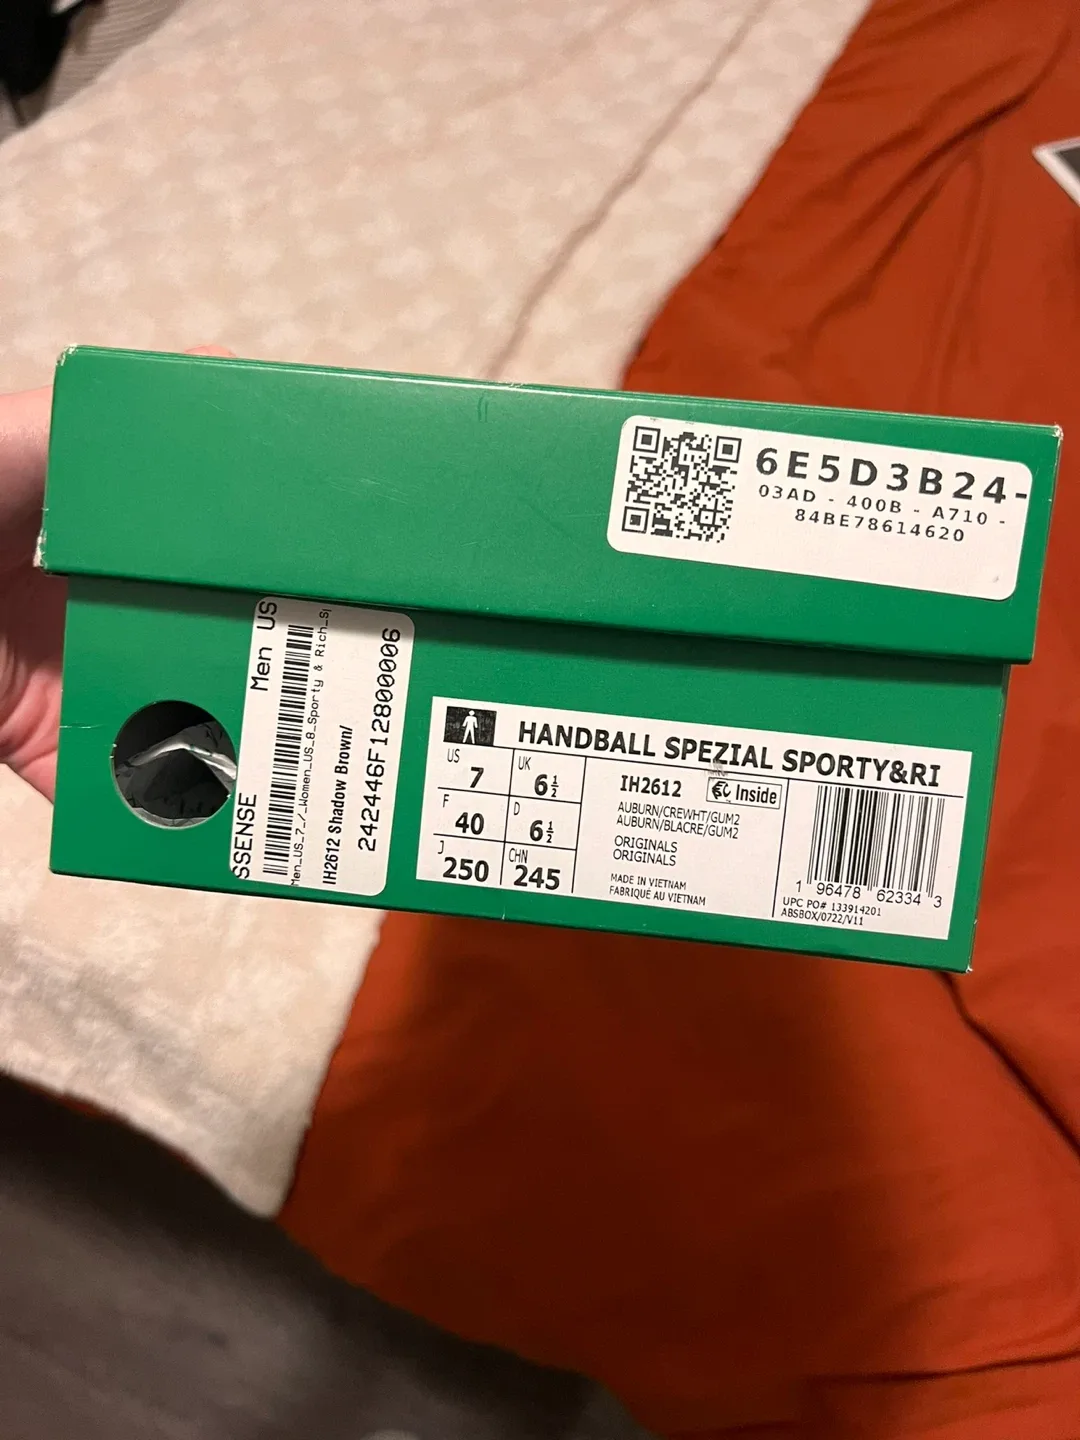 6E5D3B24-
03AD - 400B - A710 -
84BE78614620
SSENSE Men US
Men_US_7_/_Women_US_8_Sporty & Rich_S
IH2612 Shadow Brown/
242446F12800006
HANDBALL SPEZIAL SPORTY&RI
US 7
UK 6½
F 40
D 6½
J 250
CHN 245
IH2612
Inside
AUBURN/CREWHT/GUM2
AUBURN/BLACRE/GUM2
ORIGINALS
ORIGINALS
MADE IN VIETNAM
FABRIQUÉ AU VIETNAM
1 96478 62334 3
UPC PO# 133914201
ABSBOX/0722/V11